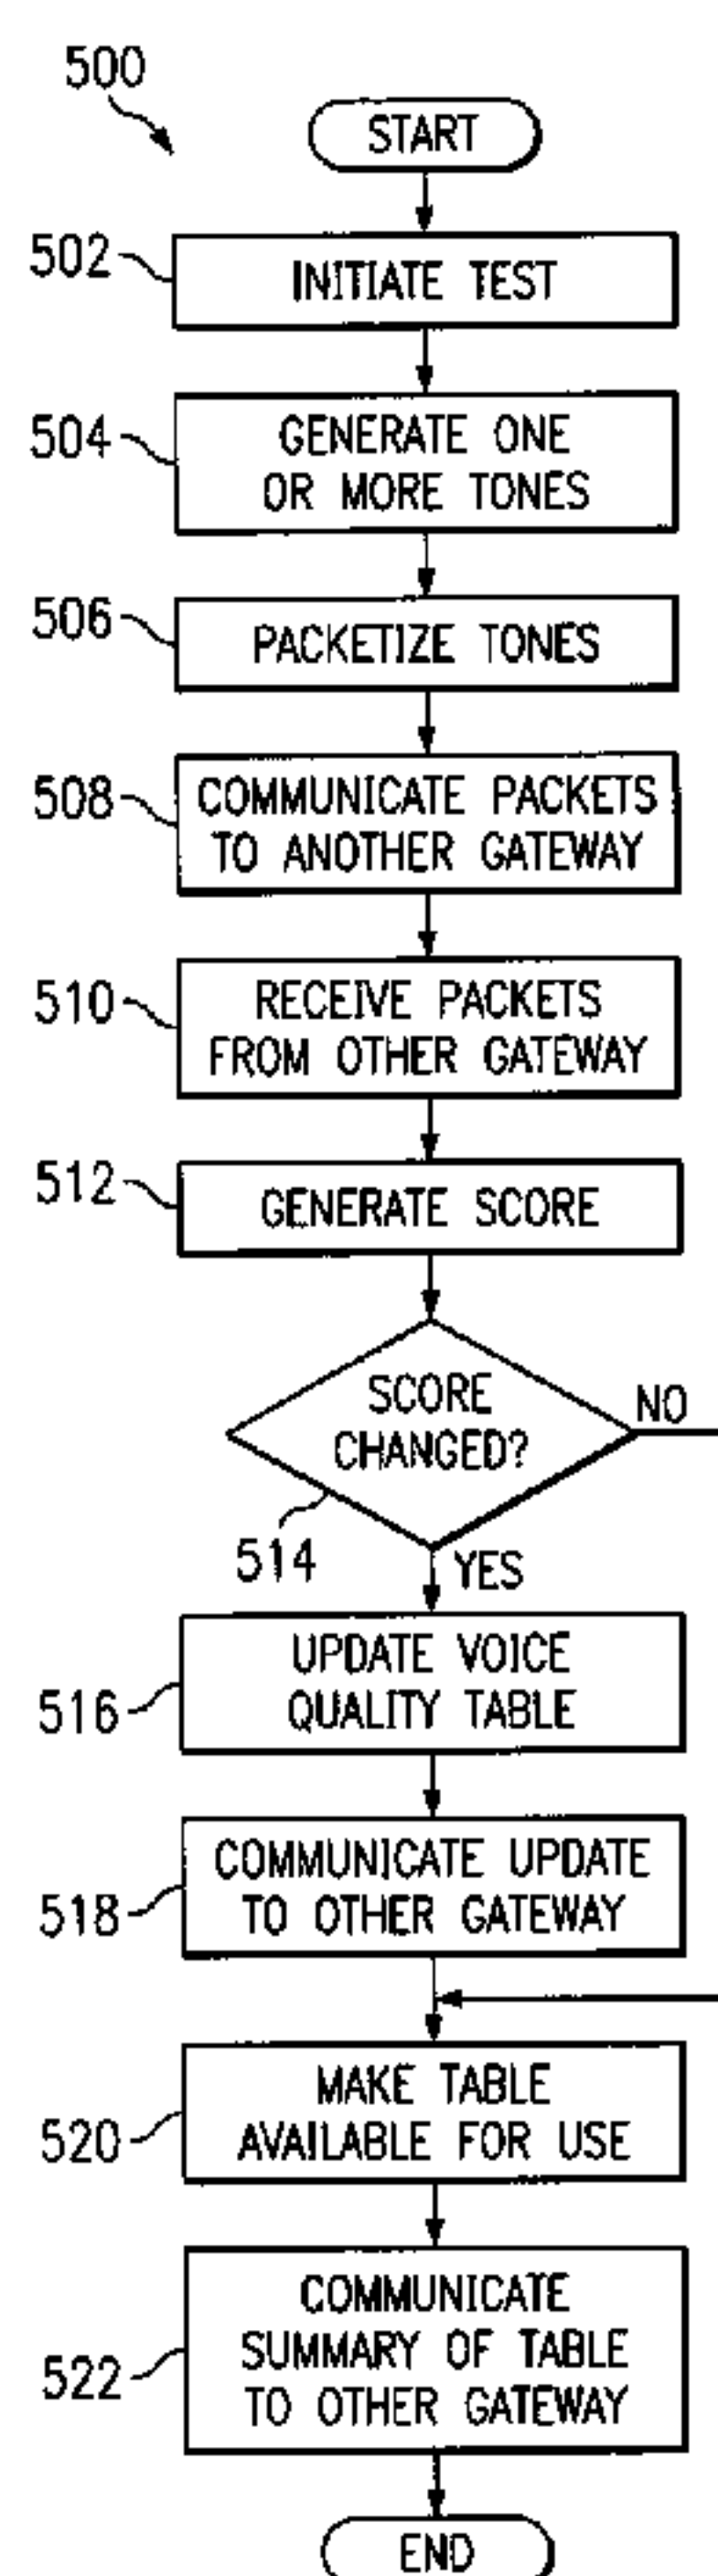 500
START
502
INITIATE TEST
504
GENERATE ONE
OR MORE TONES
506
PACKETIZE TONES
508
COMMUNICATE PACKETS
TO ANOTHER GATEWAY
510
RECEIVE PACKETS
FROM OTHER GATEWAY
512
GENERATE SCORE
SCORE
CHANGED?
NO
514
YES
516
UPDATE VOICE
QUALITY TABLE
518
COMMUNICATE UPDATE
TO OTHER GATEWAY
520
MAKE TABLE
AVAILABLE FOR USE
522
COMMUNICATE
SUMMARY OF TABLE
TO OTHER GATEWAY
END